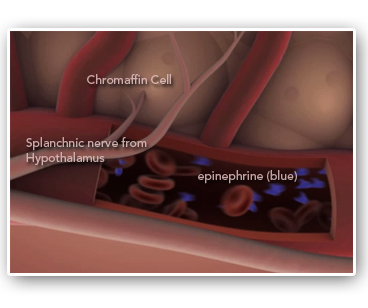 Chromaffin Cell
Splanchnic nerve from
Hypothalamus
epinephrine (blue)